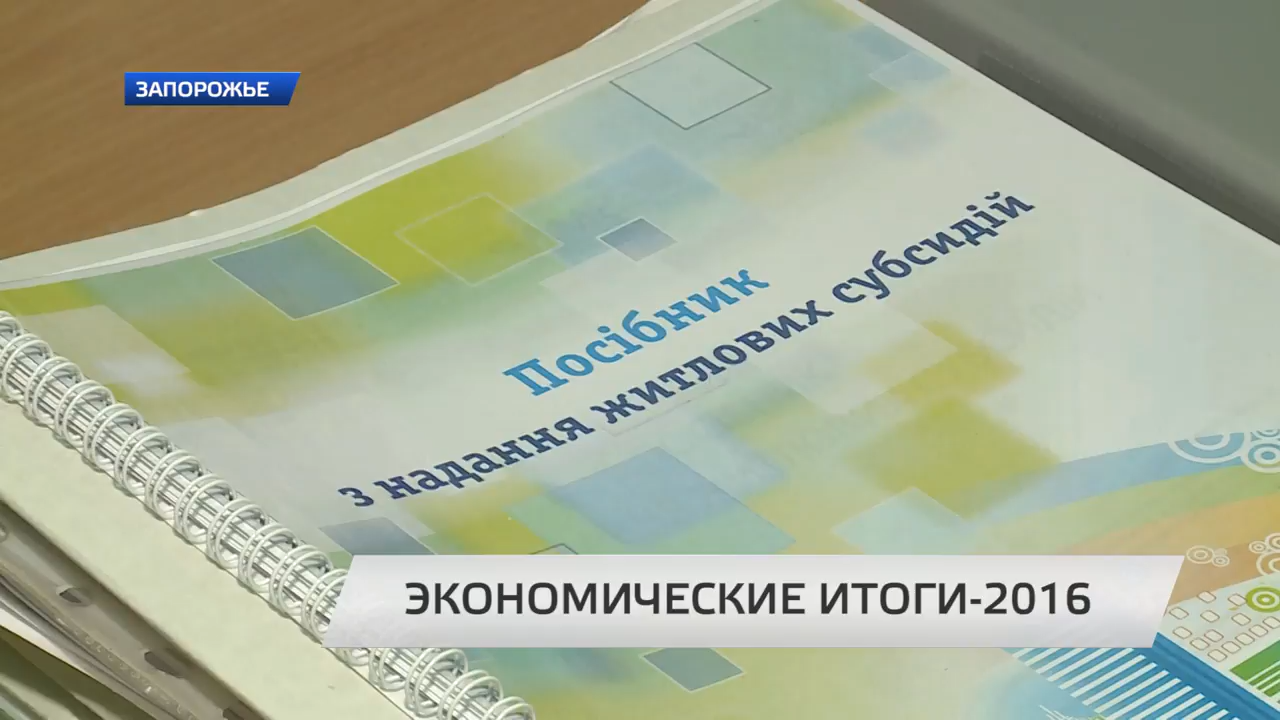 ЗАПОРОЖЬЕ
Посібник
з надання житлових субсидій
ЭКОНОМИЧЕСКИЕ ИТОГИ-2016